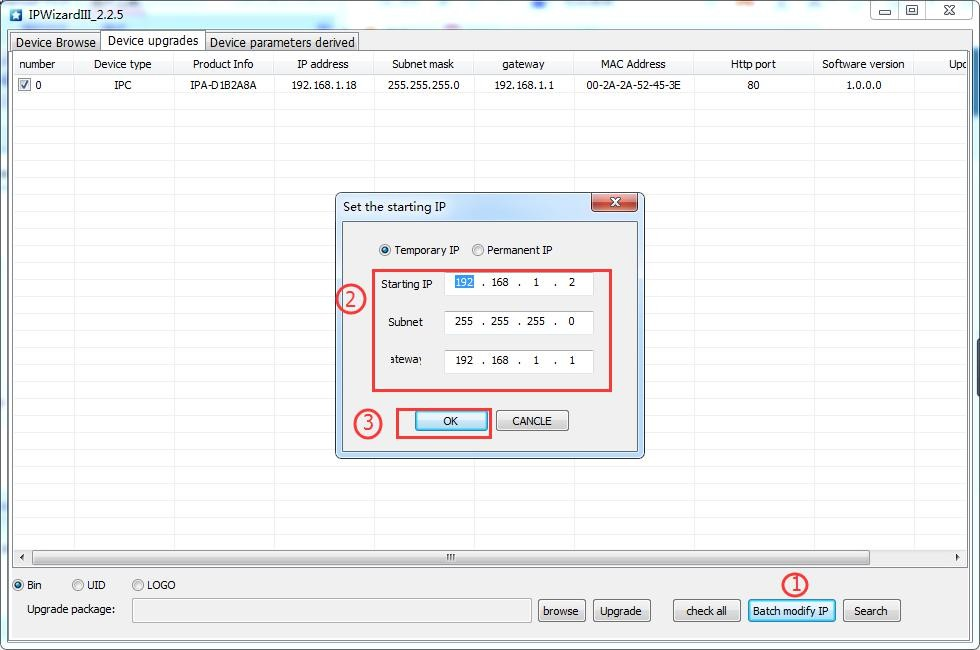 IPWizardIII_2.2.5
Device Browse Device upgrades Device parameters derived
number Device type Product Info IP address Subnet mask gateway MAC Address Http port Software version Upc
0 IPC IPA-D1B2A8A 192.168.1.18 255.255.255.0 192.168.1.1 00-2A-2A-52-45-3E 80 1.0.0.0
Set the starting IP
Temporary IP Permanent IP
2
Starting IP 192 . 168 . 1 . 2
Subnet 255 . 255 . 255 . 0
ateway 192 . 168 . 1 . 1
3 OK CANCLE
Bin UID LOGO
1
Upgrade package: browse Upgrade check all Batch modify IP Search